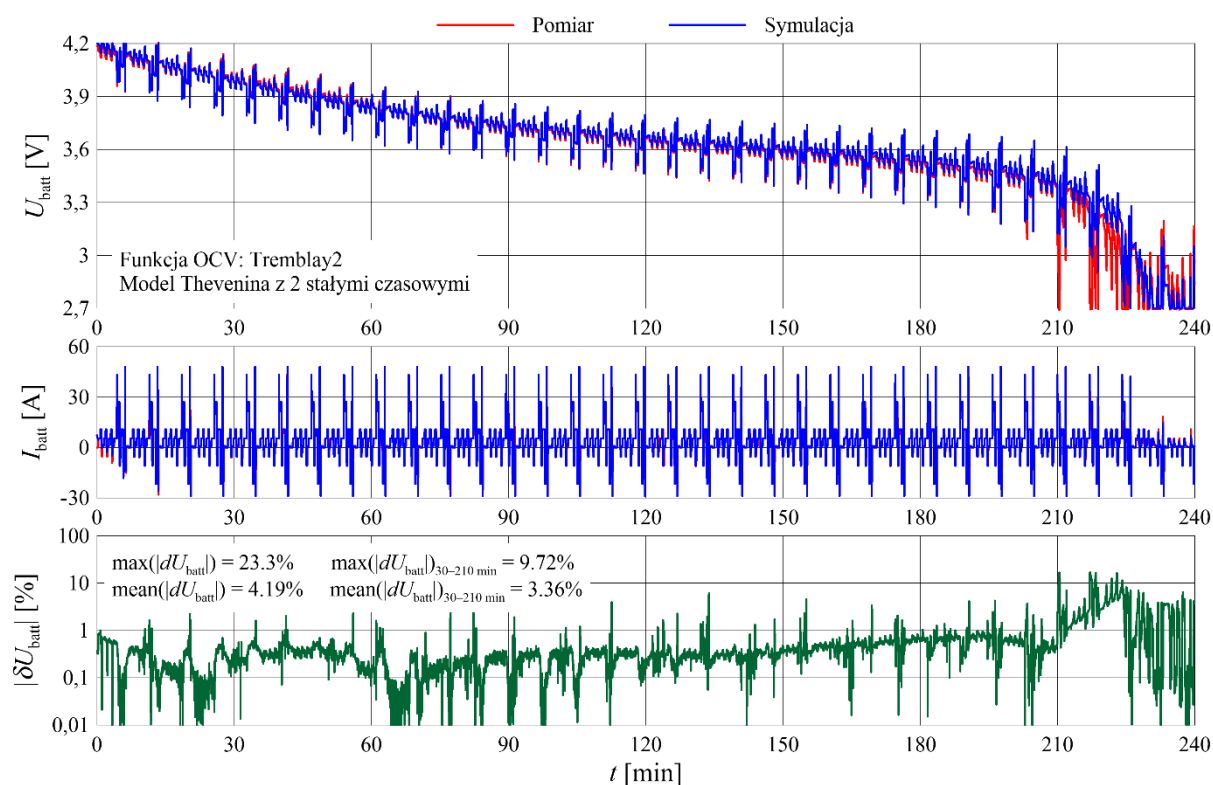 Pomiar Symulacja
4,2
3,9
3,6
3,3
3
2,7
U_batt [V]
Funkcja OCV: Tremblay2
Model Thevenina z 2 stałymi czasowymi
0 30 60 90 120 150 180 210 240
60
30
0
-30
I_batt [A]
0 30 60 90 120 150 180 210 240
100
10
1
0,1
0,01
|δU_batt| [%]
max(|dU_batt|) = 23.3% max(|dU_batt|)_30–210 min = 9.72%
mean(|dU_batt|) = 4.19% mean(|dU_batt|)_30–210 min = 3.36%
0 30 60 90 120 150 180 210 240
t [min]